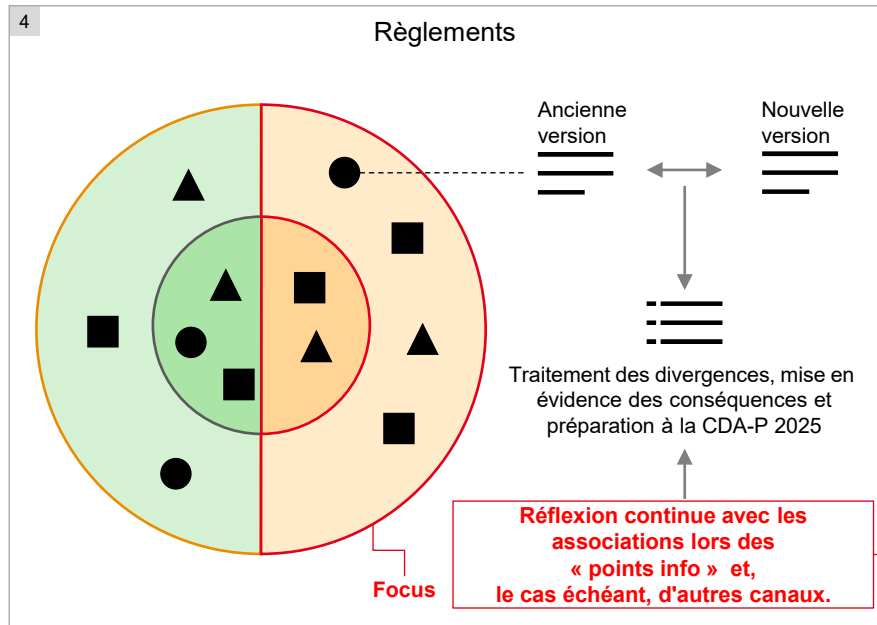 4
Règlements
Ancienne
version
Nouvelle
version
Traitement des divergences, mise en
évidence des conséquences et
préparation à la CDA-P 2025
Réflexion continue avec les
associations lors des
« points info »  et,
le cas échéant, d'autres canaux.
Focus